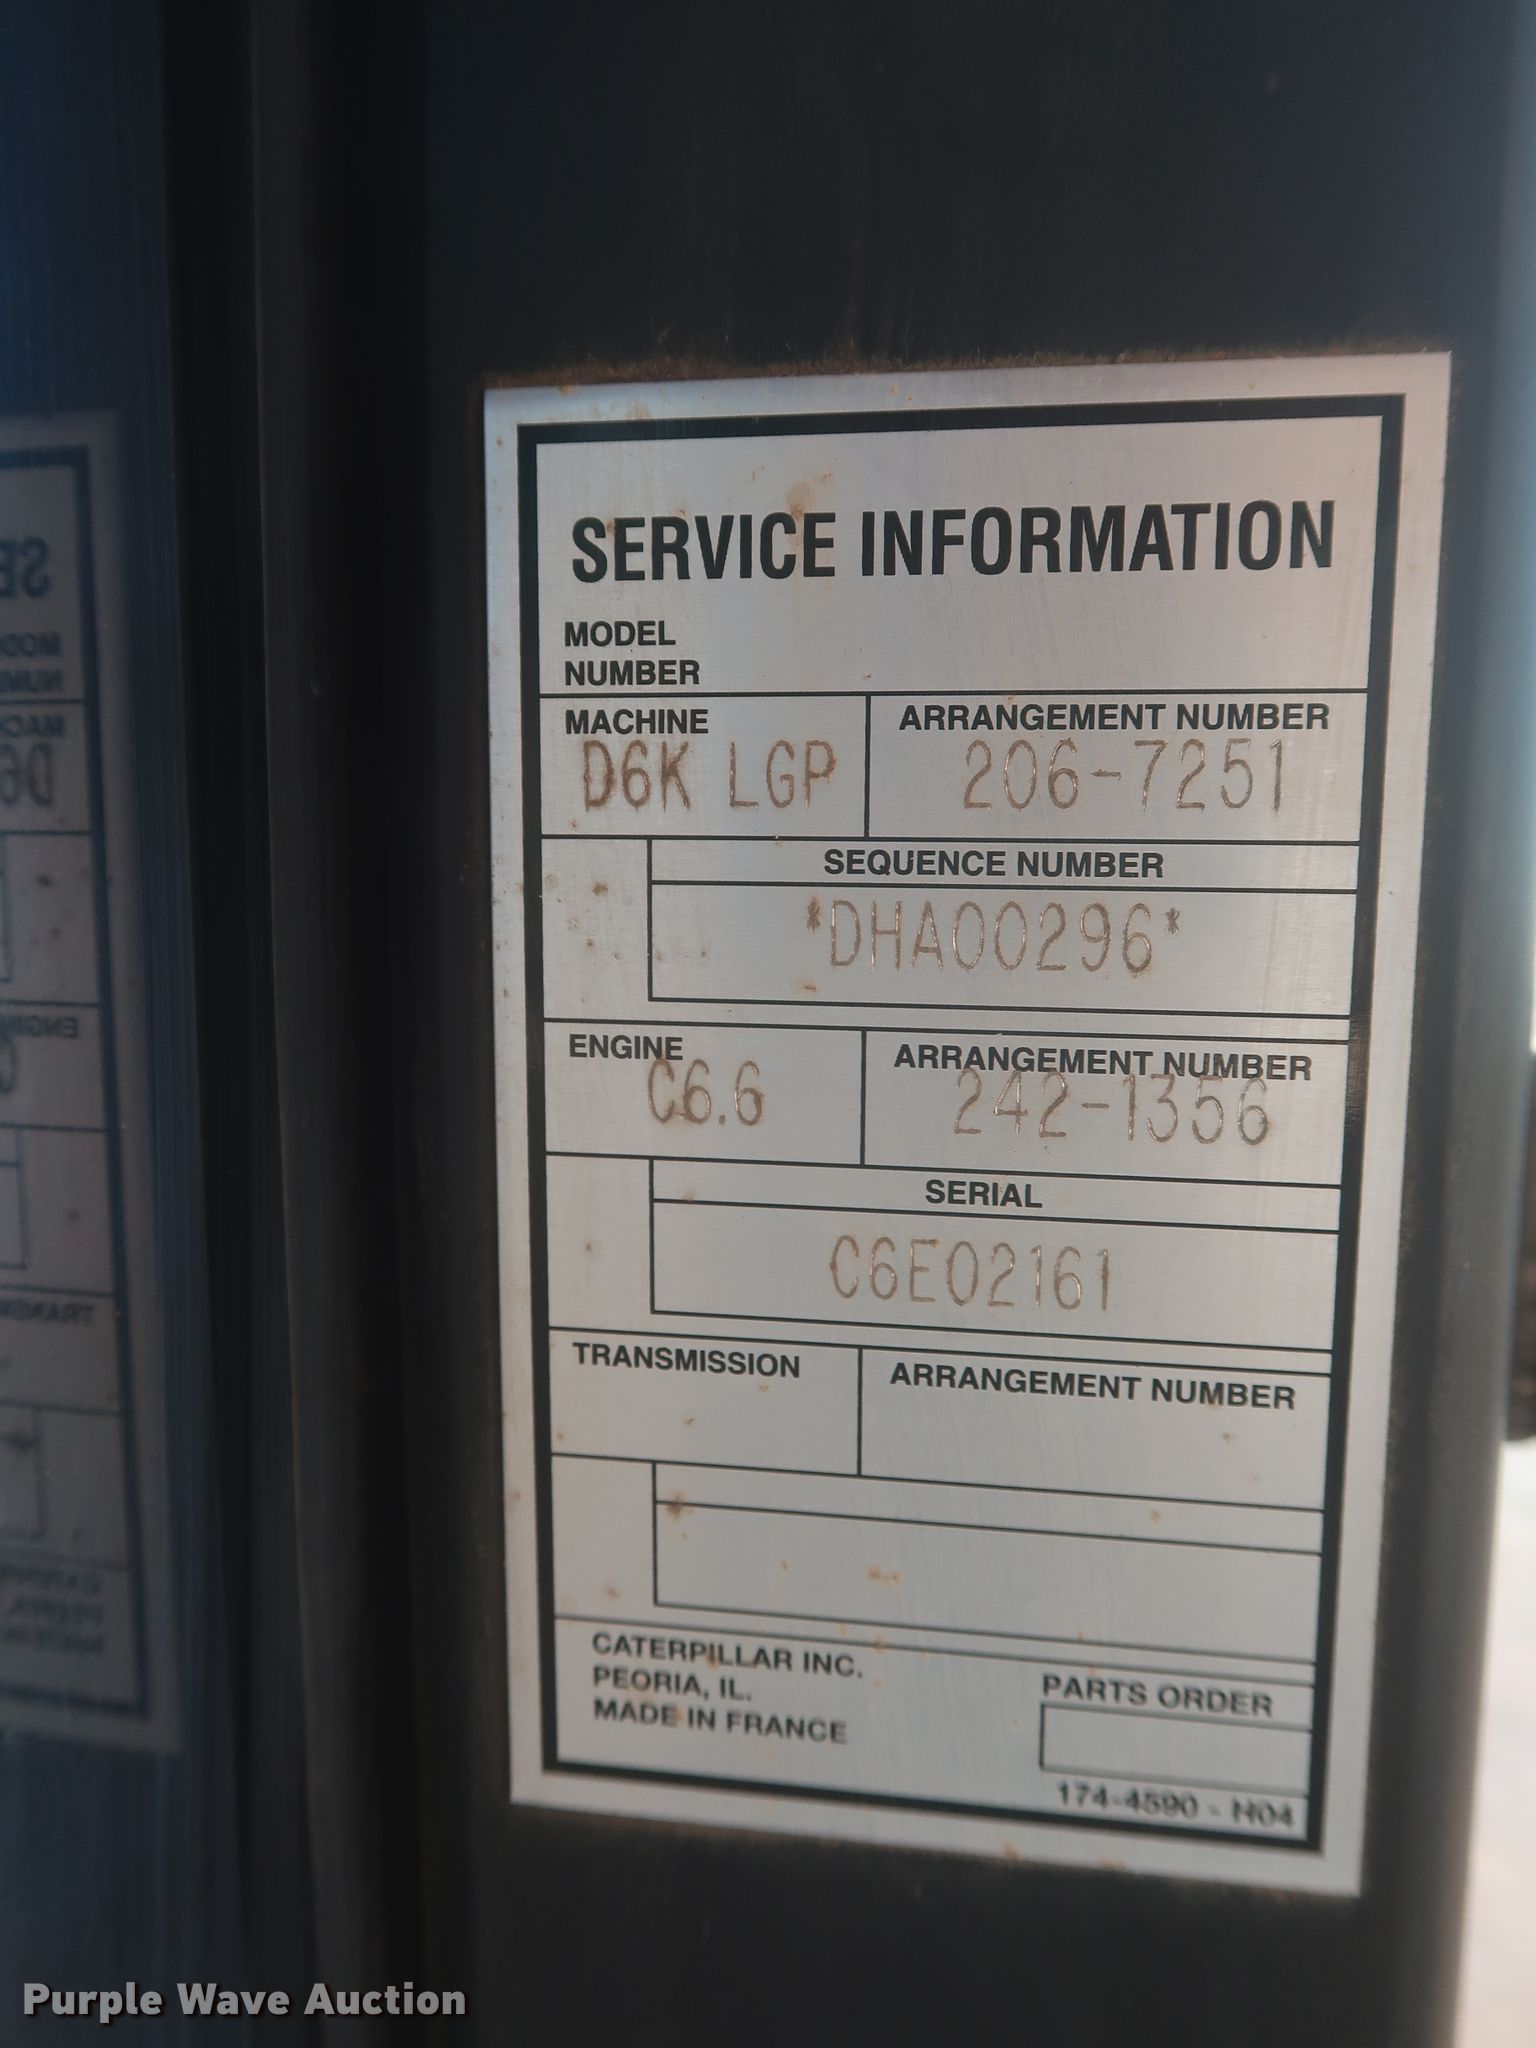 SERVICE INFORMATION
MODEL
NUMBER
MACHINE
D6K LGP
ARRANGEMENT NUMBER
206-7251
SEQUENCE NUMBER
*DHA00296*
ENGINE
C6.6
ARRANGEMENT NUMBER
242-1356
SERIAL
C6E02161
TRANSMISSION
ARRANGEMENT NUMBER
CATERPILLAR INC.
PEORIA, IL.
MADE IN FRANCE
PARTS ORDER
174-4590 - H04
Purple Wave Auction